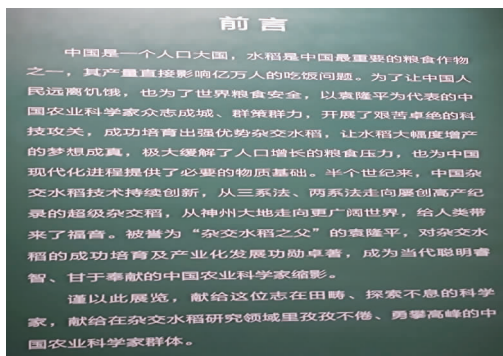 前言
中国是一个人口大国，水稻是中国最重要的粮食作物
之一，其产量直接影响亿万人的吃饭问题。为了让中国人
民远离饥饿，也为了世界粮食安全，以袁隆平为代表的中
国农业科学家众志成城、群策群力，开展了艰苦卓绝的科
技攻关，成功培育出强优势杂交水稻，让水稻大幅度增产
的梦想成真，极大缓解了人口增长的粮食压力，也为中国
现代化进程提供了必要的物质基础。半个世纪来，中国杂
交水稻技术持续创新，从三系法、两系法走向屡创高产纪
录的超级杂交稻，从神州大地走向更广阔世界，给人类带
来了福音。被誉为“杂交水稻之父”的袁隆平，对杂交水
稻的成功培育及产业化发展功勋卓著，成为当代聪明睿
智、甘于奉献的中国农业科学家缩影。
谨以此展览，献给这位志在田畴、探索不息的科学
家，献给在杂交水稻研究领域里孜孜不倦、勇攀高峰的中
国农业科学家群体。